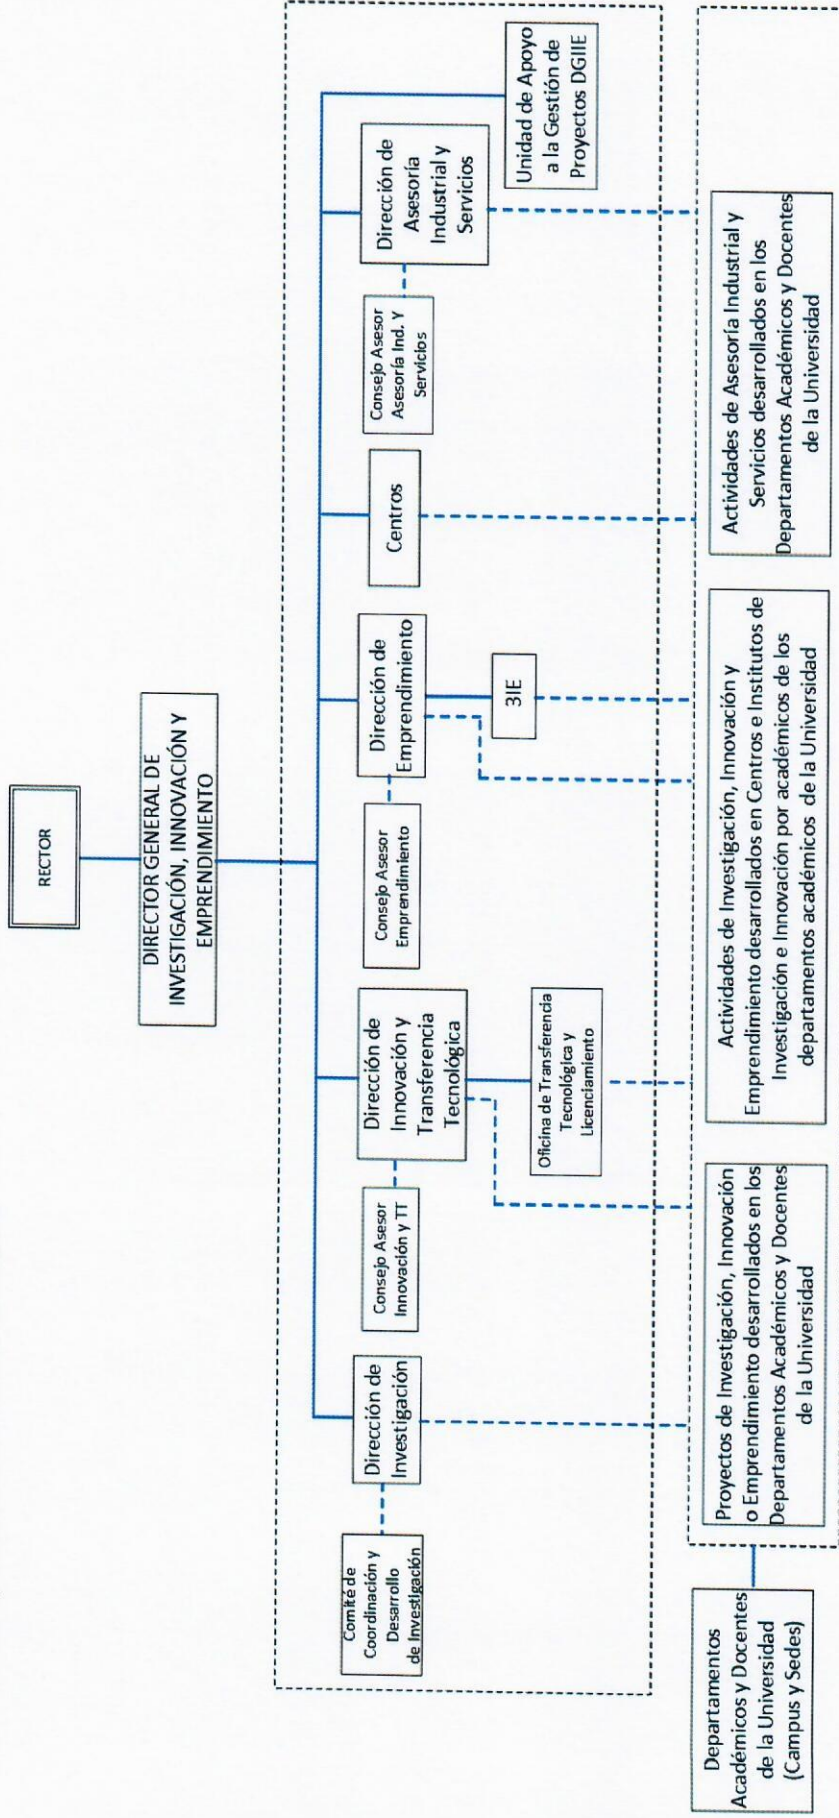 RECTOR
DIRECTOR GENERAL DE
INVESTIGACIÓN, INNOVACIÓN Y
EMPRENDIMIENTO
Comité de
Coordinación y
Desarrollo
de Investigación
Dirección de
Investigación
Consejo Asesor
Innovación y TT
Dirección de
Innovación y
Transferencia
Tecnológica
Oficina de Transferencia
Tecnológica y
Licenciamiento
Consejo Asesor
Emprendimiento
Dirección de
Emprendimiento
3IE
Centros
Consejo Asesor
Asesoría Ind. Y
Servicios
Dirección de
Asesoría
Industrial y
Servicios
Unidad de Apoyo
a la Gestión de
Proyectos DGIIE
Departamentos
Académicos y Docentes
de la Universidad
(Campus y Sedes)
Proyectos de Investigación, Innovación
o Emprendimiento desarrollados en los
Departamentos Académicos y Docentes
de la Universidad
Actividades de Investigación, Innovación y
Emprendimiento desarrollados en Centros e Institutos de
Investigación e Innovación por académicos de los
departamentos académicos de la Universidad
Actividades de Asesoría Industrial y
Servicios desarrollados en los
Departamentos Académicos y Docentes
de la Universidad